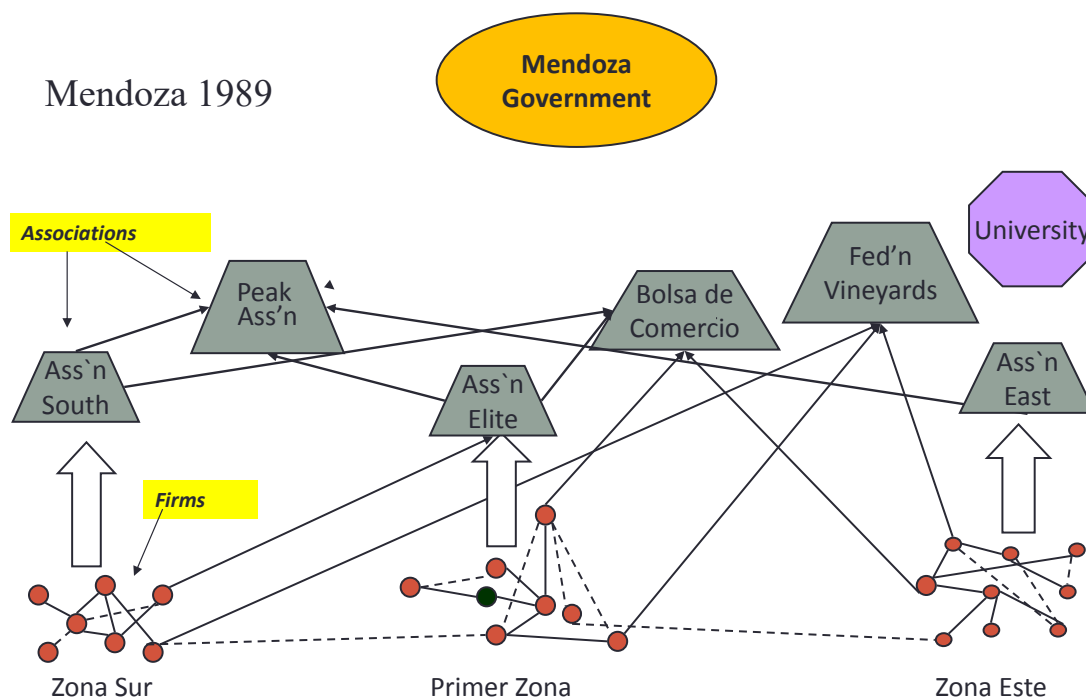 Mendoza
Government
Mendoza 1989
University
Associations
Fed’n
Vineyards
Peak
Ass’n
Bolsa de
Comercio
Ass`n
South
Ass`n
Elite
Ass`n
East
Firms
Zona Sur
Primer Zona
Zona Este